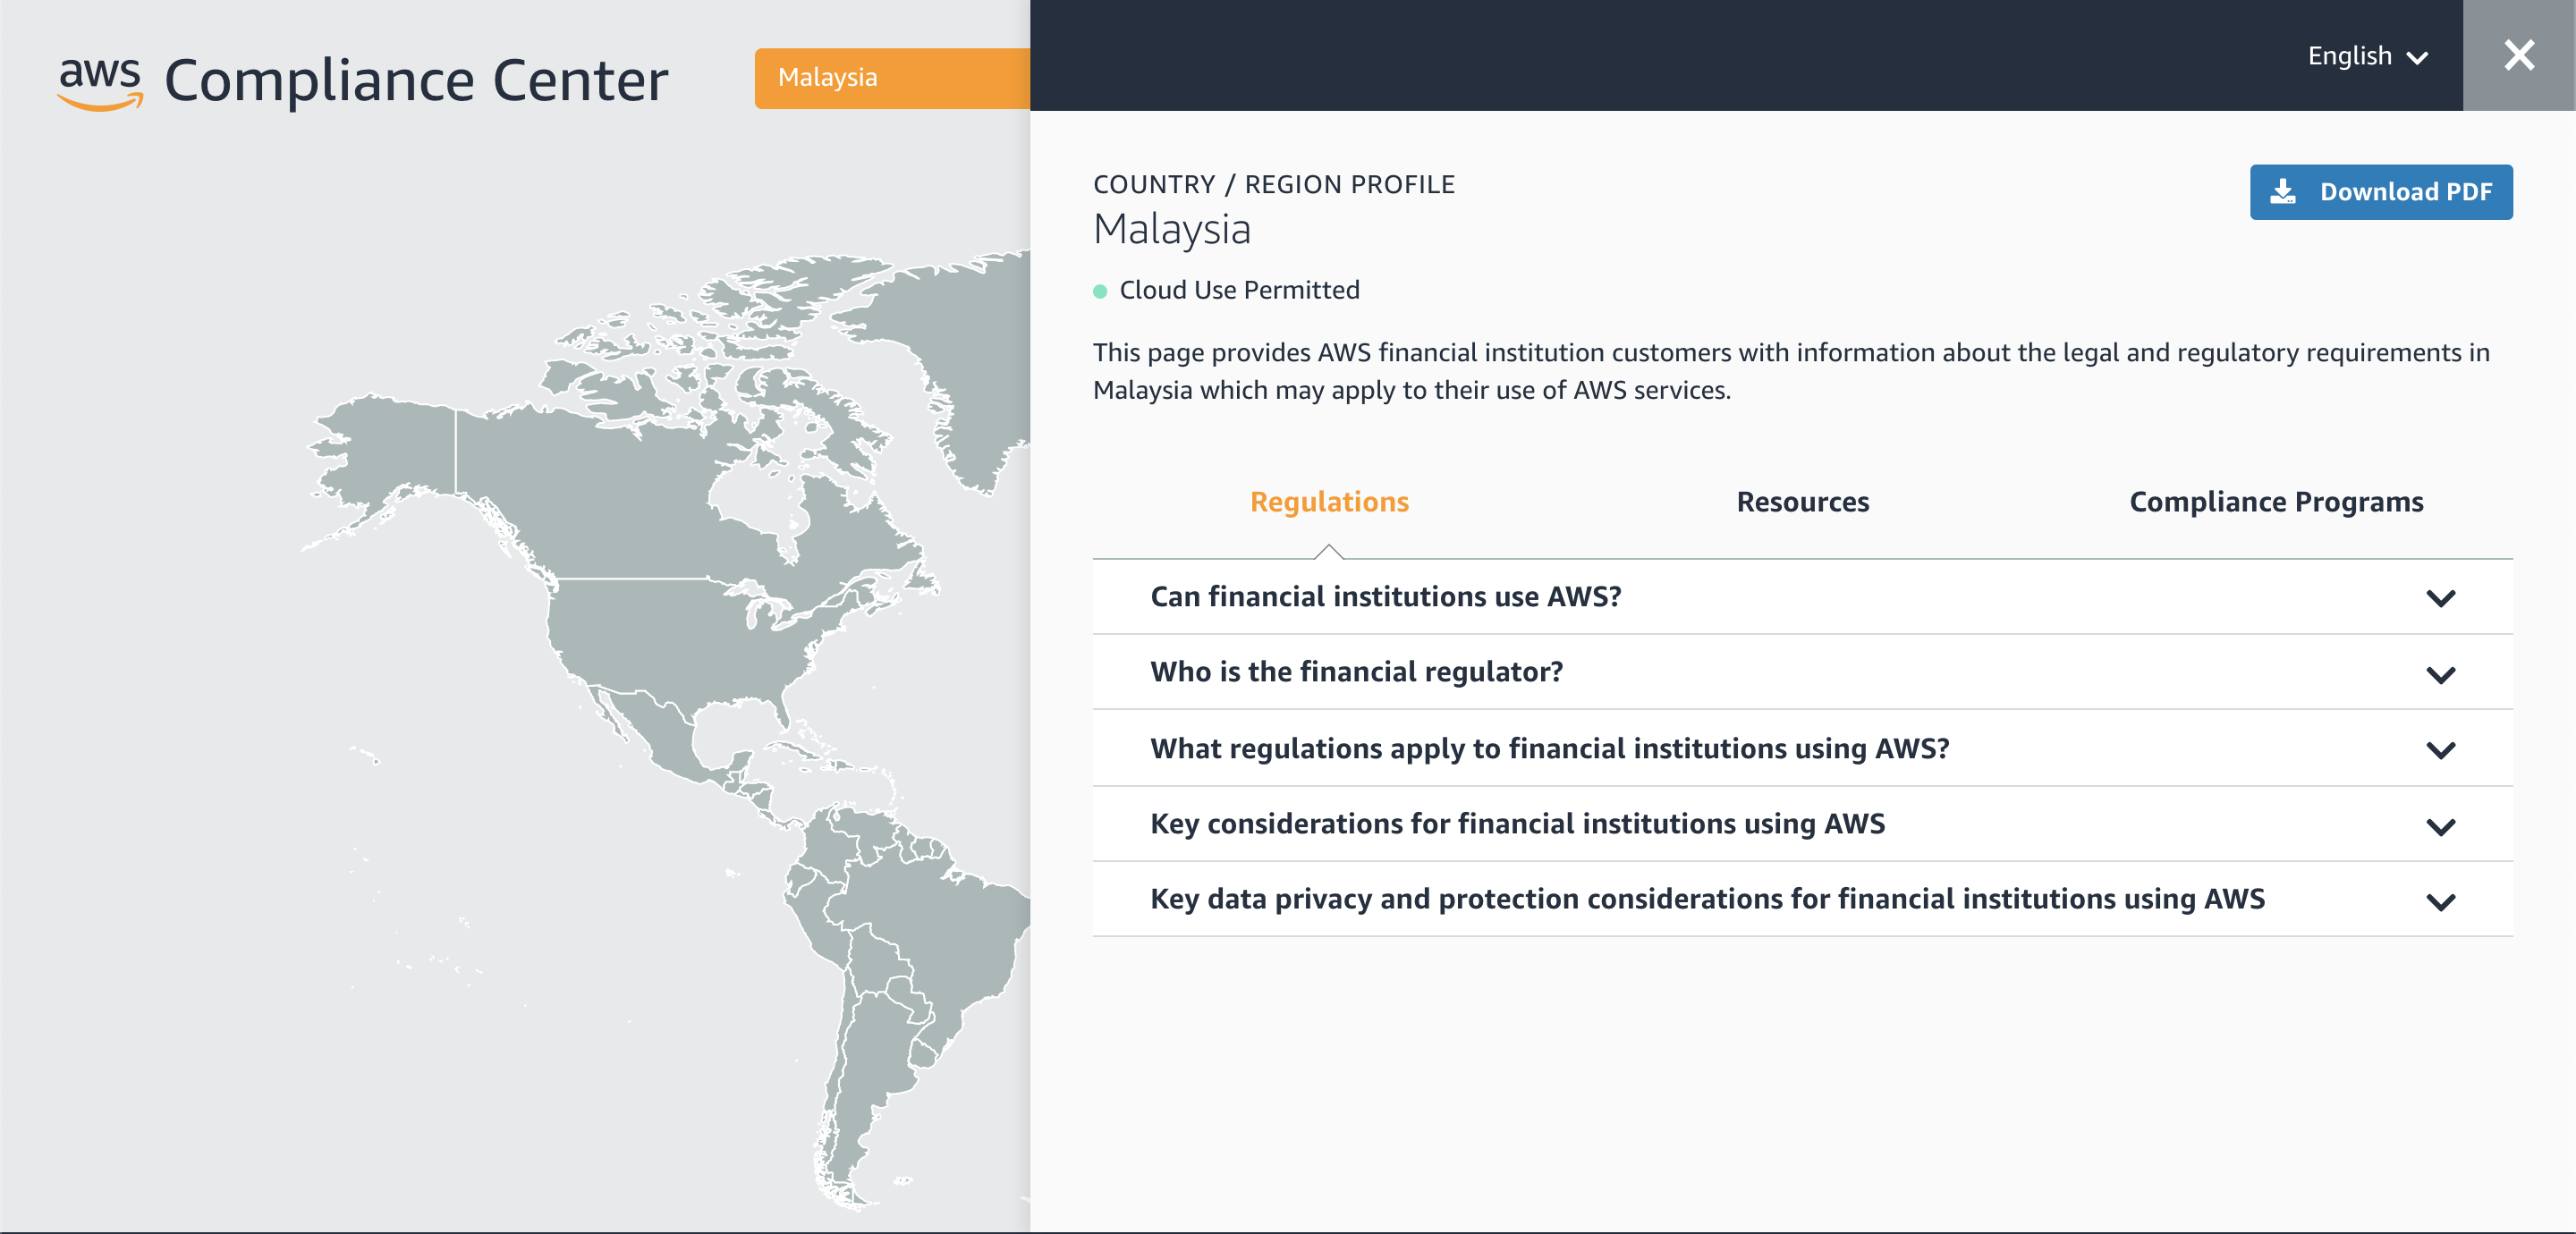 aws Compliance Center
Malaysia
English
COUNTRY / REGION PROFILE
Malaysia
Download PDF
Cloud Use Permitted
This page provides AWS financial institution customers with information about the legal and regulatory requirements in
Malaysia which may apply to their use of AWS services.
Regulations
Resources
Compliance Programs
Can financial institutions use AWS?
Who is the financial regulator?
What regulations apply to financial institutions using AWS?
Key considerations for financial institutions using AWS
Key data privacy and protection considerations for financial institutions using AWS